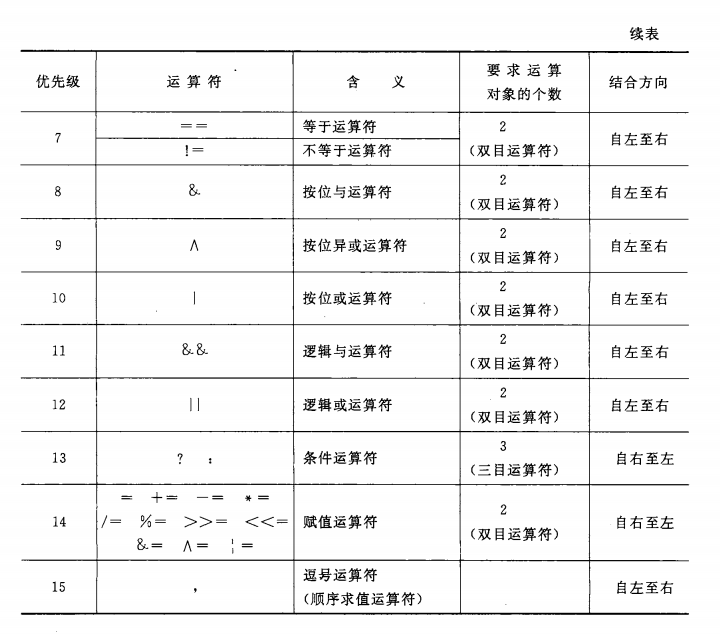 续表
优先级 运算符 含 义 要求运算对象的个数 结合方向
7 == 等于运算符 2 (双目运算符) 自左至右
!= 不等于运算符
8 & 按位与运算符 2 (双目运算符) 自左至右
9 ∧ 按位异或运算符 2 (双目运算符) 自左至右
10 | 按位或运算符 2 (双目运算符) 自左至右
11 && 逻辑与运算符 2 (双目运算符) 自左至右
12 || 逻辑或运算符 2 (双目运算符) 自左至右
13 ? : 条件运算符 3 (三目运算符) 自右至左
14 = += -= *= /= %= >>= <<= &= ∧= ¦= 赋值运算符 2 (双目运算符) 自右至左
15 , 逗号运算符 (顺序求值运算符) 自左至右